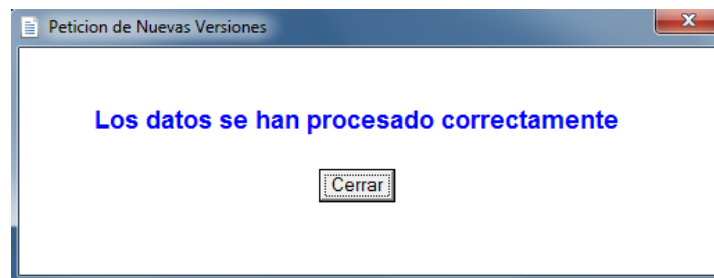 Peticion de Nuevas Versiones
Los datos se han procesado correctamente
Cerrar